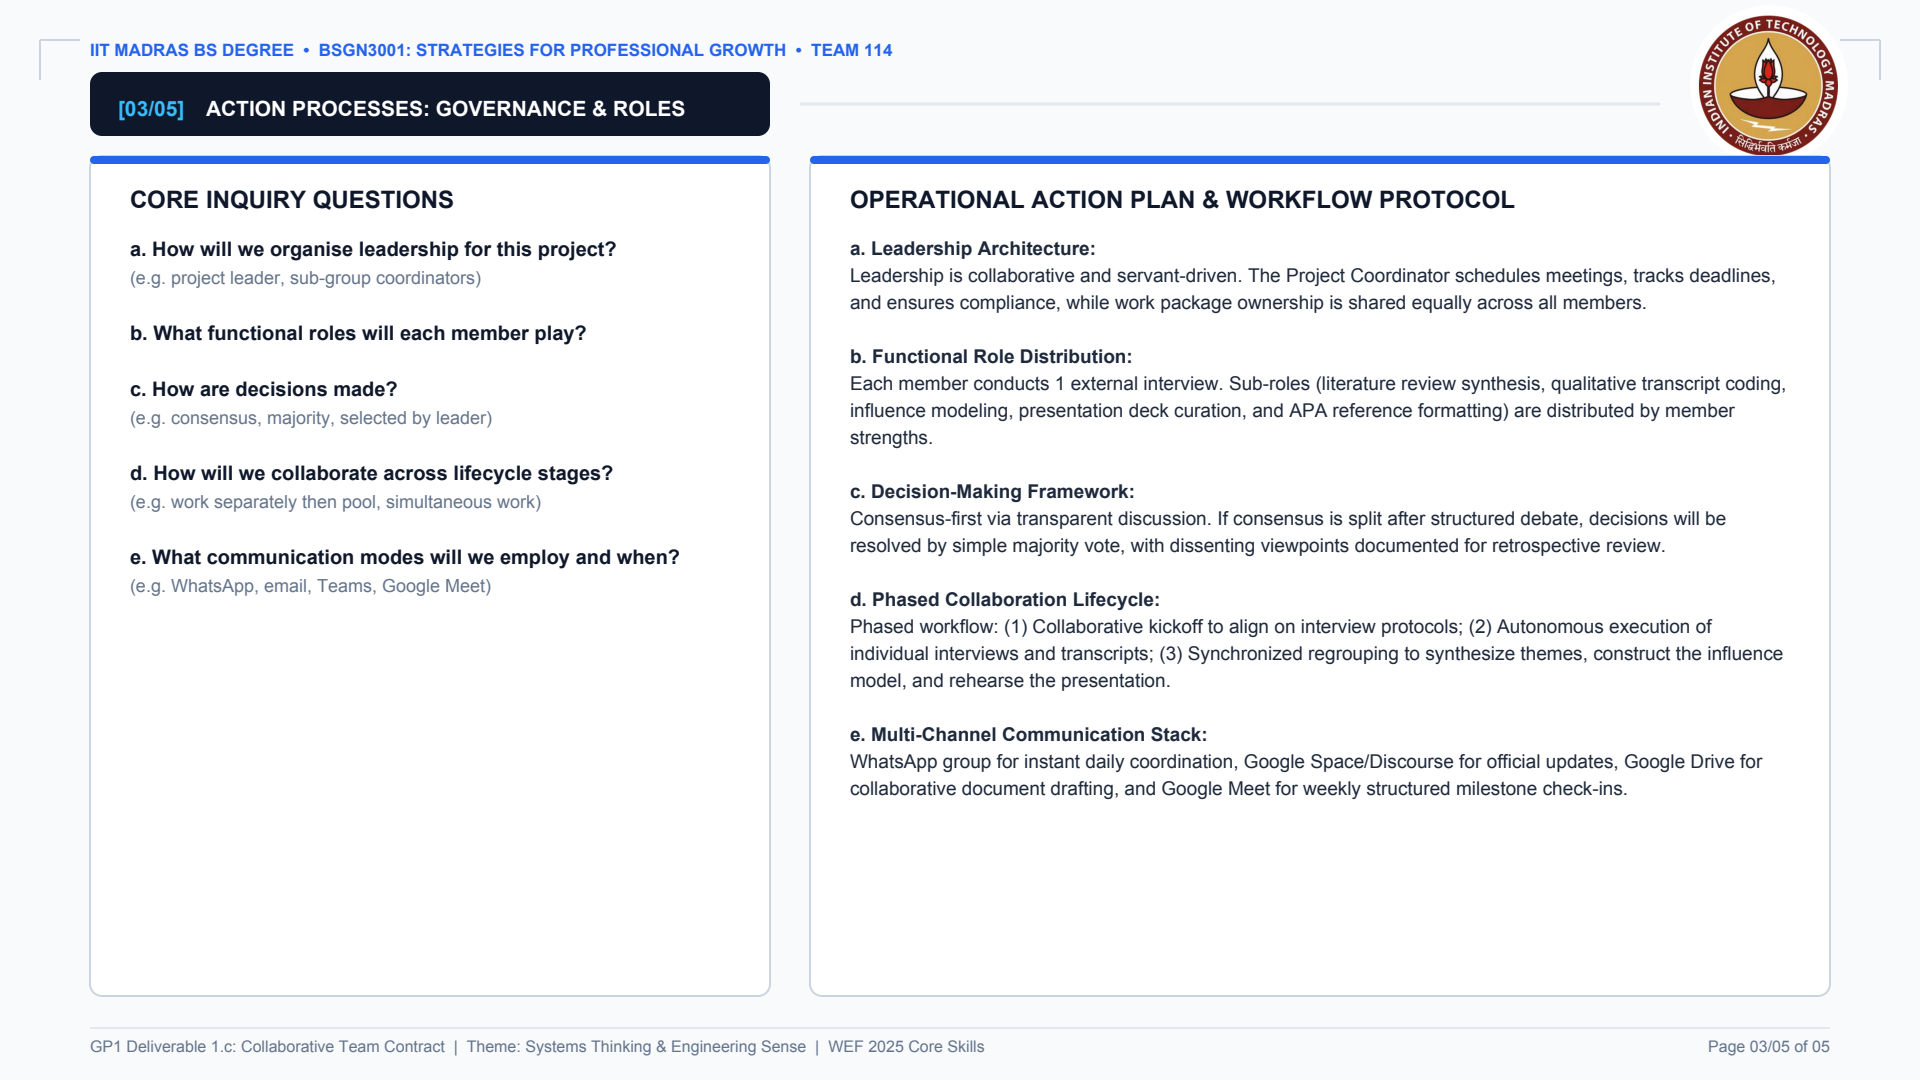 IIT MADRAS BS DEGREE • BSGN3001: STRATEGIES FOR PROFESSIONAL GROWTH • TEAM 114
[03/05] ACTION PROCESSES: GOVERNANCE & ROLES
INDIAN INSTITUTE OF TECHNOLOGY MADRAS
सिद्धिर्भवति कर्मजा
CORE INQUIRY QUESTIONS
a. How will we organise leadership for this project?
(e.g. project leader, sub-group coordinators)
b. What functional roles will each member play?
c. How are decisions made?
(e.g. consensus, majority, selected by leader)
d. How will we collaborate across lifecycle stages?
(e.g. work separately then pool, simultaneous work)
e. What communication modes will we employ and when?
(e.g. WhatsApp, email, Teams, Google Meet)
OPERATIONAL ACTION PLAN & WORKFLOW PROTOCOL
a. Leadership Architecture:
Leadership is collaborative and servant-driven. The Project Coordinator schedules meetings, tracks deadlines,
and ensures compliance, while work package ownership is shared equally across all members.
b. Functional Role Distribution:
Each member conducts 1 external interview. Sub-roles (literature review synthesis, qualitative transcript coding,
influence modeling, presentation deck curation, and APA reference formatting) are distributed by member
strengths.
c. Decision-Making Framework:
Consensus-first via transparent discussion. If consensus is split after structured debate, decisions will be
resolved by simple majority vote, with dissenting viewpoints documented for retrospective review.
d. Phased Collaboration Lifecycle:
Phased workflow: (1) Collaborative kickoff to align on interview protocols; (2) Autonomous execution of
individual interviews and transcripts; (3) Synchronized regrouping to synthesize themes, construct the influence
model, and rehearse the presentation.
e. Multi-Channel Communication Stack:
WhatsApp group for instant daily coordination, Google Space/Discourse for official updates, Google Drive for
collaborative document drafting, and Google Meet for weekly structured milestone check-ins.
GP1 Deliverable 1.c: Collaborative Team Contract | Theme: Systems Thinking & Engineering Sense | WEF 2025 Core Skills
Page 03/05 of 05